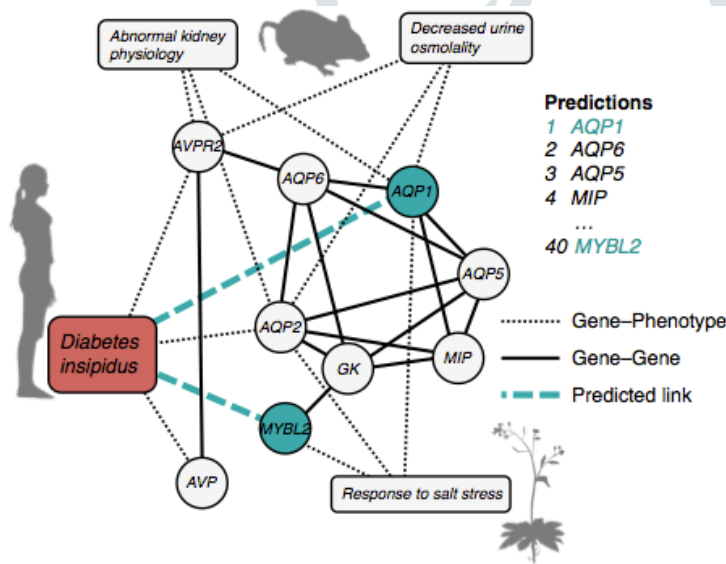 Abnormal kidney
physiology
Decreased urine
osmolality
Predictions
1 AQP1
2 AQP6
3 AQP5
4 MIP
...
40 MYBL2
AVPR2
AQP6
AQP1
AQP5
AQP2
GK
MIP
MYBL2
AVP
Diabetes
insipidus
Gene–Phenotype
Gene–Gene
Predicted link
Response to salt stress